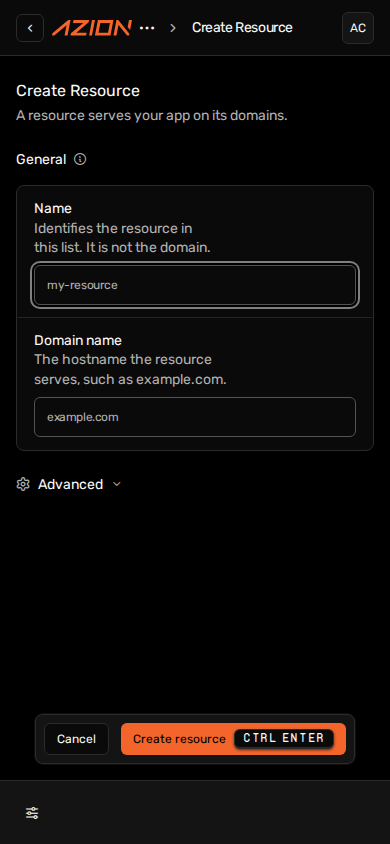 AZION ••• > Create Resource AC
Create Resource
A resource serves your app on its domains.
General
Name
Identifies the resource in
this list. It is not the domain.
my-resource
Domain name
The hostname the resource
serves, such as example.com.
example.com
Advanced
Cancel
Create resource CTRL ENTER